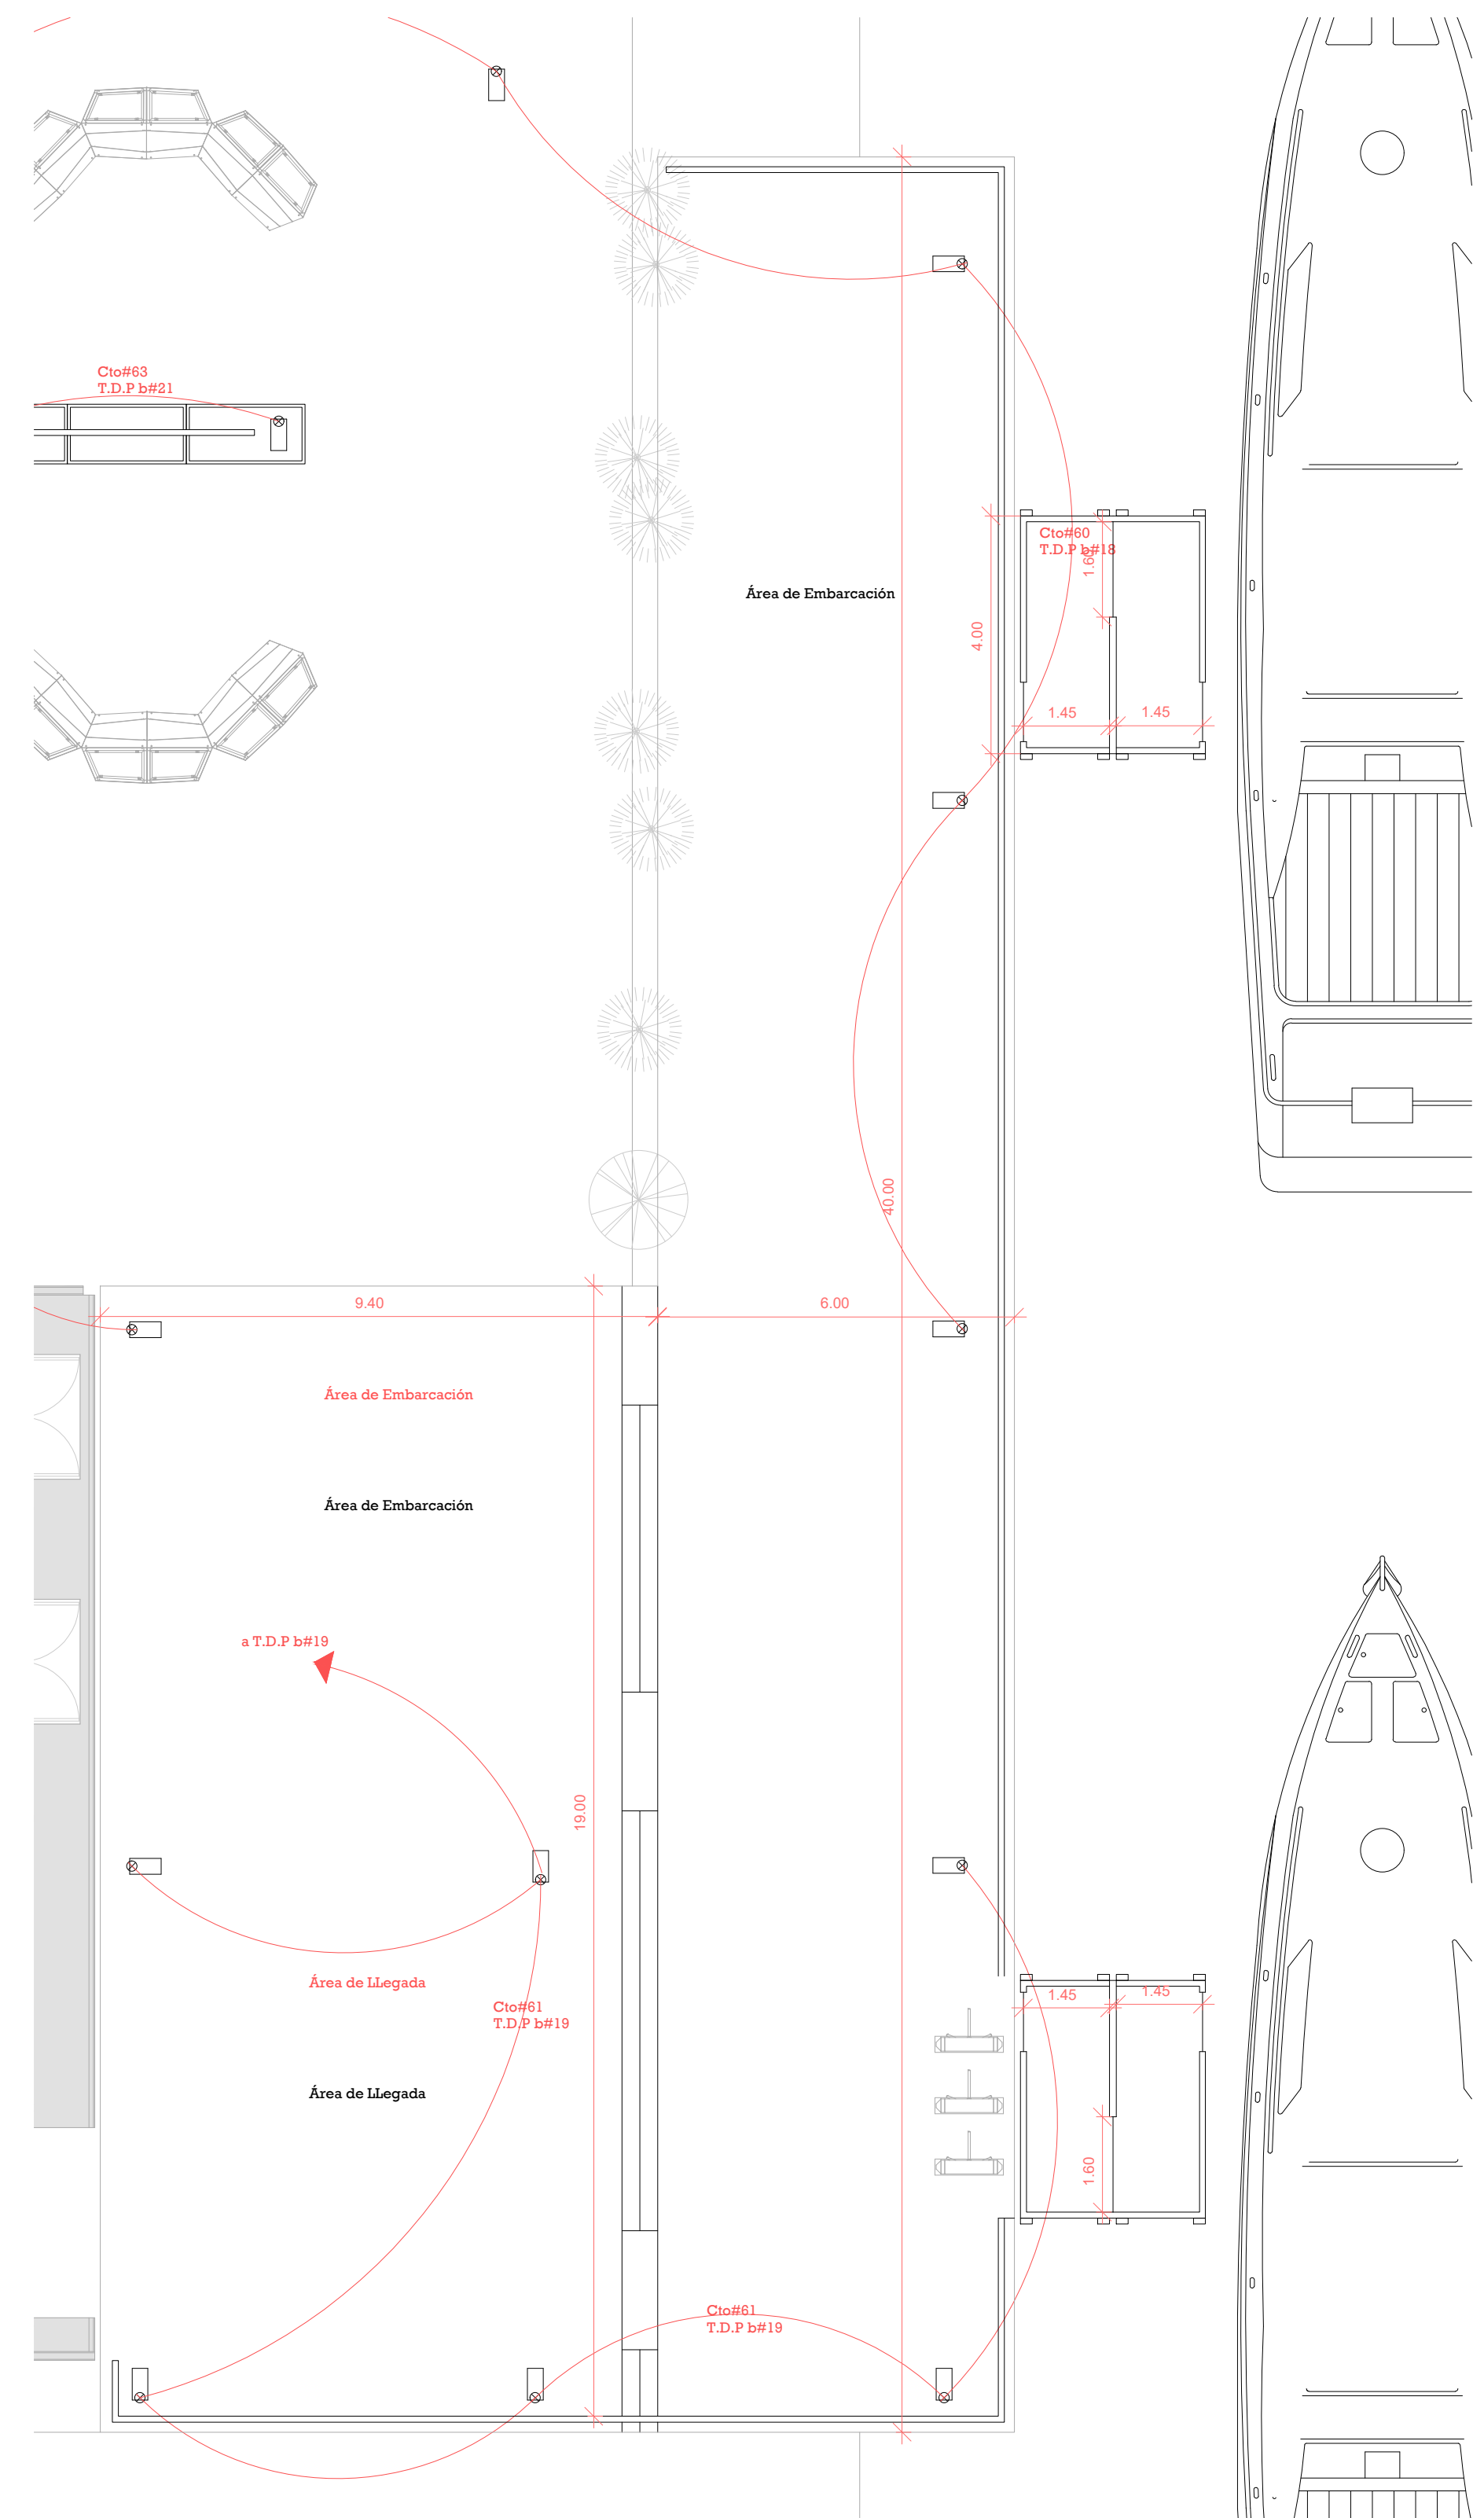 Cto#63
T.D.P b#21
Cto#60
T.D.P b#18
1.60
Área de Embarcación
4.00
1.45
1.45
40.00
9.40
6.00
Área de Embarcación
Área de Embarcación
a T.D.P b#19
19.00
Área de LLegada
1.45
1.45
Cto#61
T.D.P b#19
Área de LLegada
1.60
Cto#61
T.D.P b#19